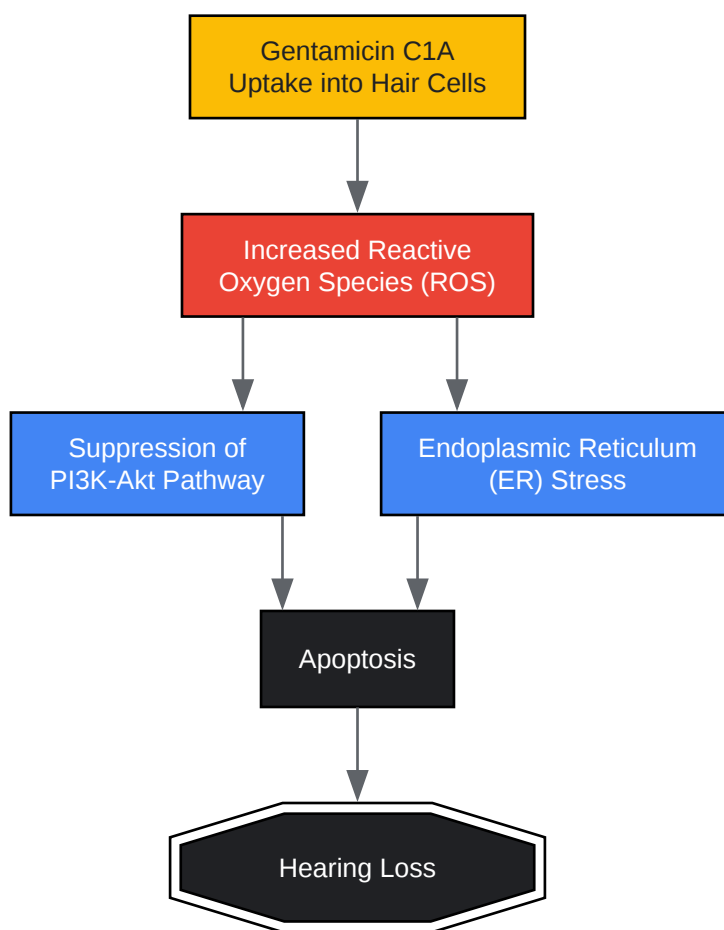 Gentamicin C1A
Uptake into Hair Cells
Increased Reactive
Oxygen Species (ROS)
Suppression of
PI3K-Akt Pathway
Endoplasmic Reticulum
(ER) Stress
Apoptosis
Hearing Loss